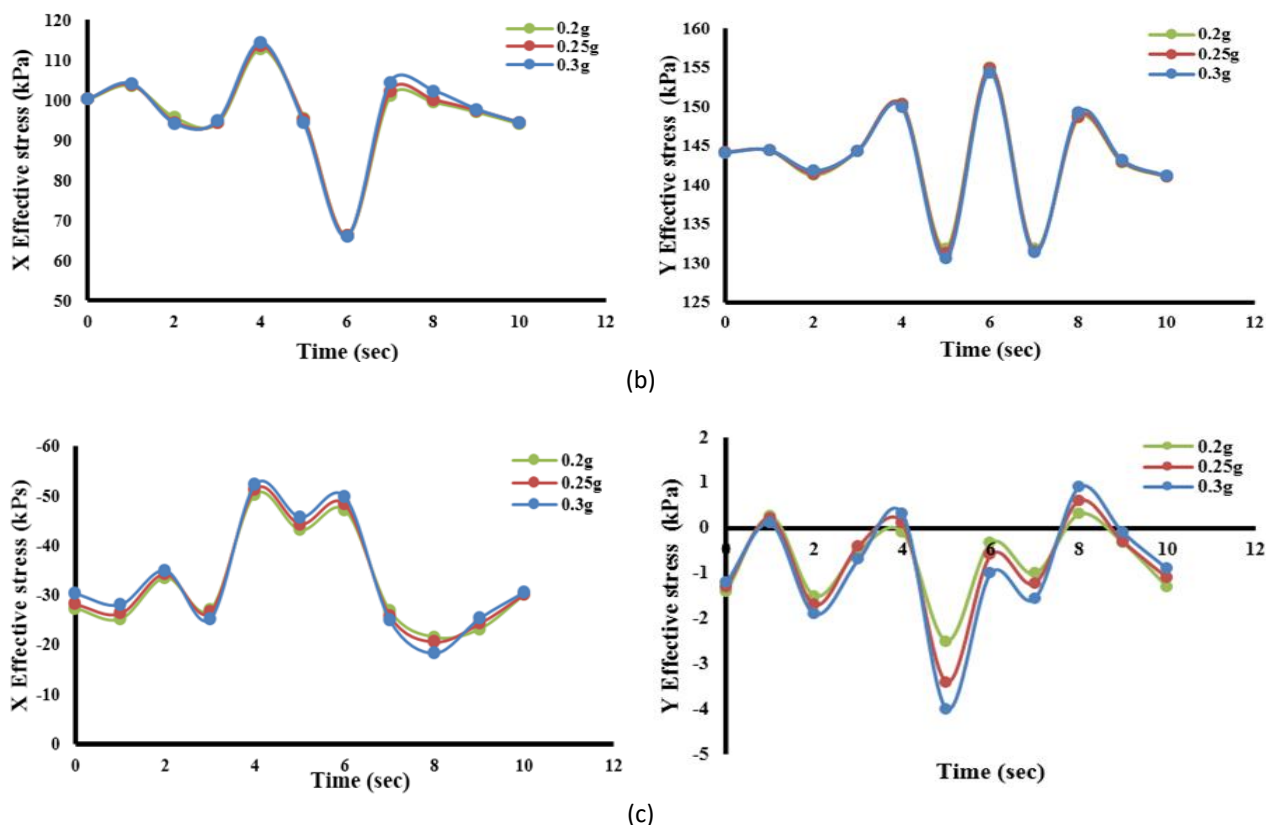 120
110
100
90
80
70
60
50
X Effective stress (kPa)
0 2 4 6 8 10 12
Time (sec)
0.2g
0.25g
0.3g
160
155
150
145
140
135
130
125
Y Effective stress (kPa)
0 2 4 6 8 10 12
Time (sec)
0.2g
0.25g
0.3g
(b)
-60
-50
-40
-30
-20
-10
0
X Effective stress (kPs)
0 2 4 6 8 10 12
Time (sec)
0.2g
0.25g
0.3g
2
1
0
-1
-2
-3
-4
-5
Y Effective stress (kPa)
0 2 4 6 8 10 12
Time (sec)
0.2g
0.25g
0.3g
(c)